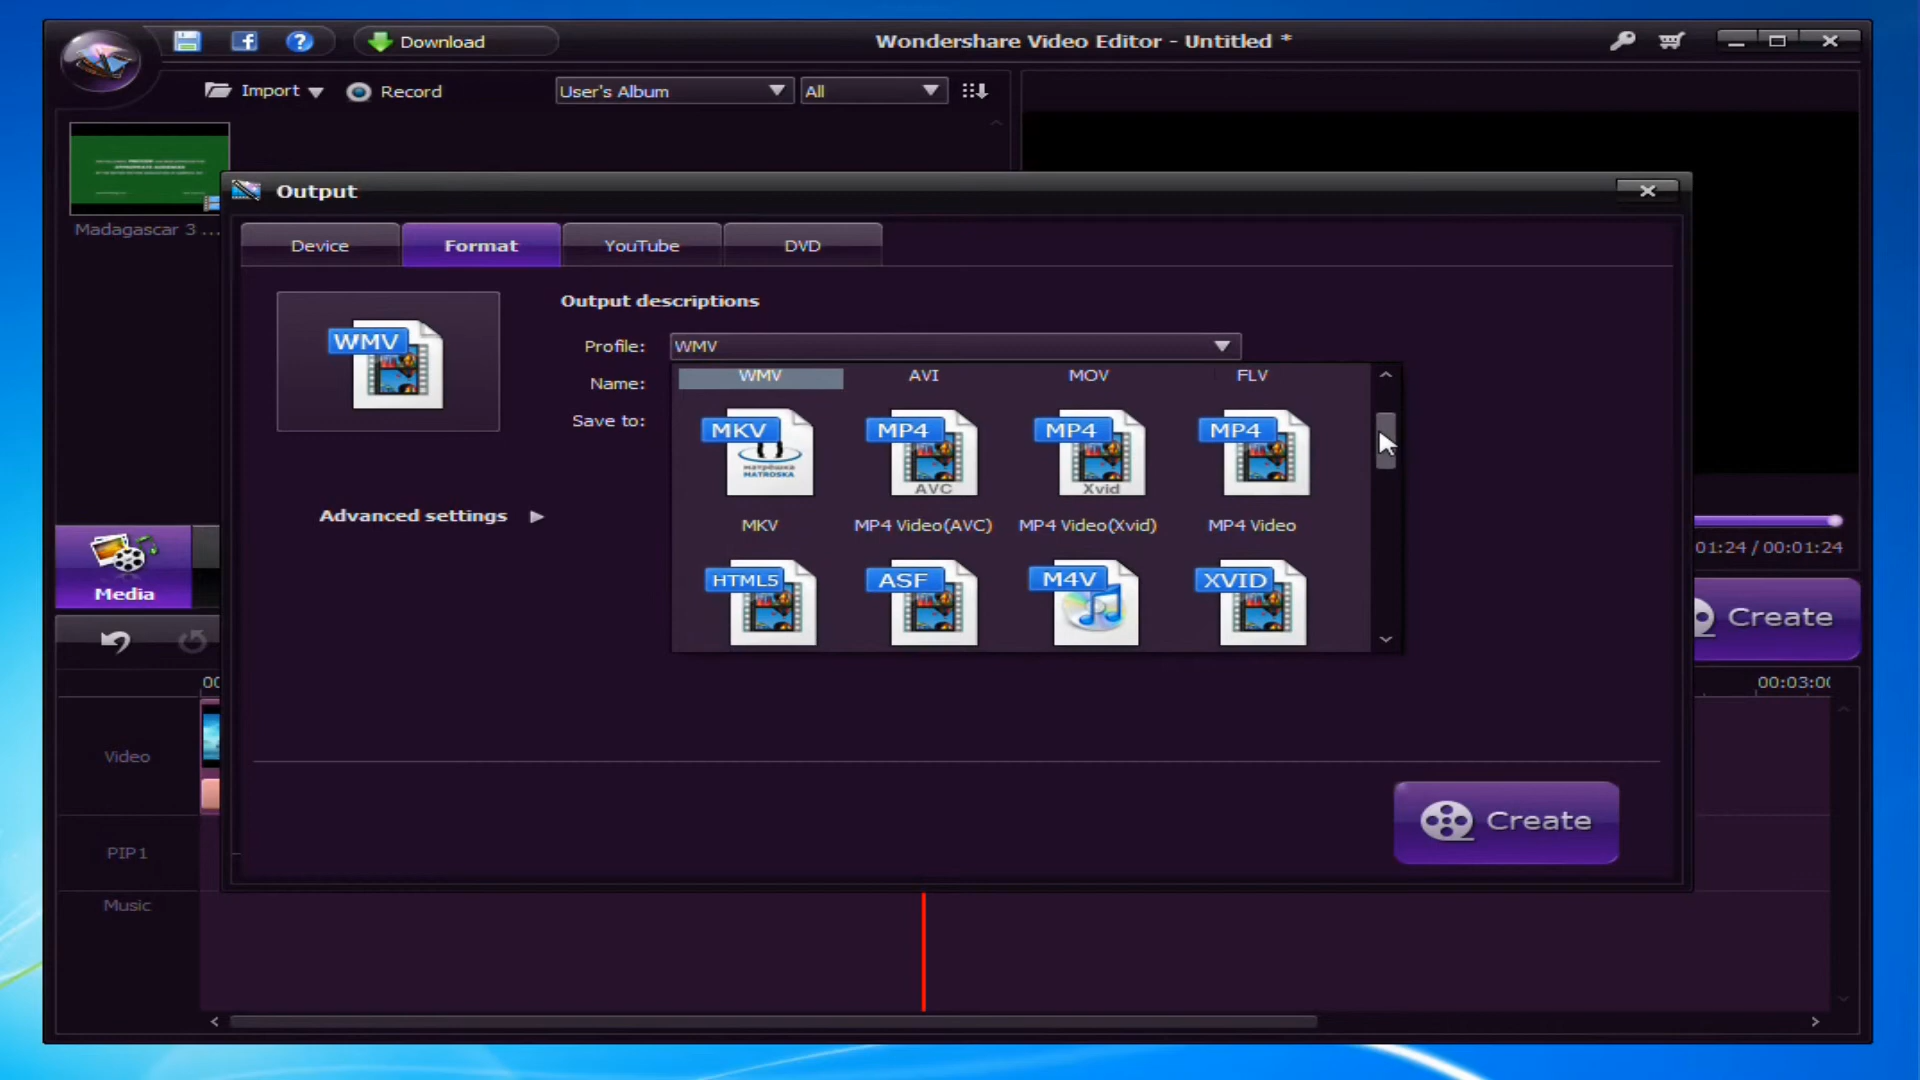 Download
Wondershare Video Editor - Untitled *
Import
Record
User's Album
All
Madagascar 3 ...
Output
Device
Format
YouTube
DVD
WMV
Output descriptions
Profile:
WMV
Name:
Save to:
WMV
AVI
MOV
FLV
MKV
матрёшка
MATROSKA
MP4
AVC
MP4
Xvid
MP4
MKV
MP4 Video(AVC)
MP4 Video(Xvid)
MP4 Video
HTML5
ASF
M4V
XVID
Advanced settings
01:24 / 00:01:24
Media
Create
00:03:00
Video
Create
PIP1
Music